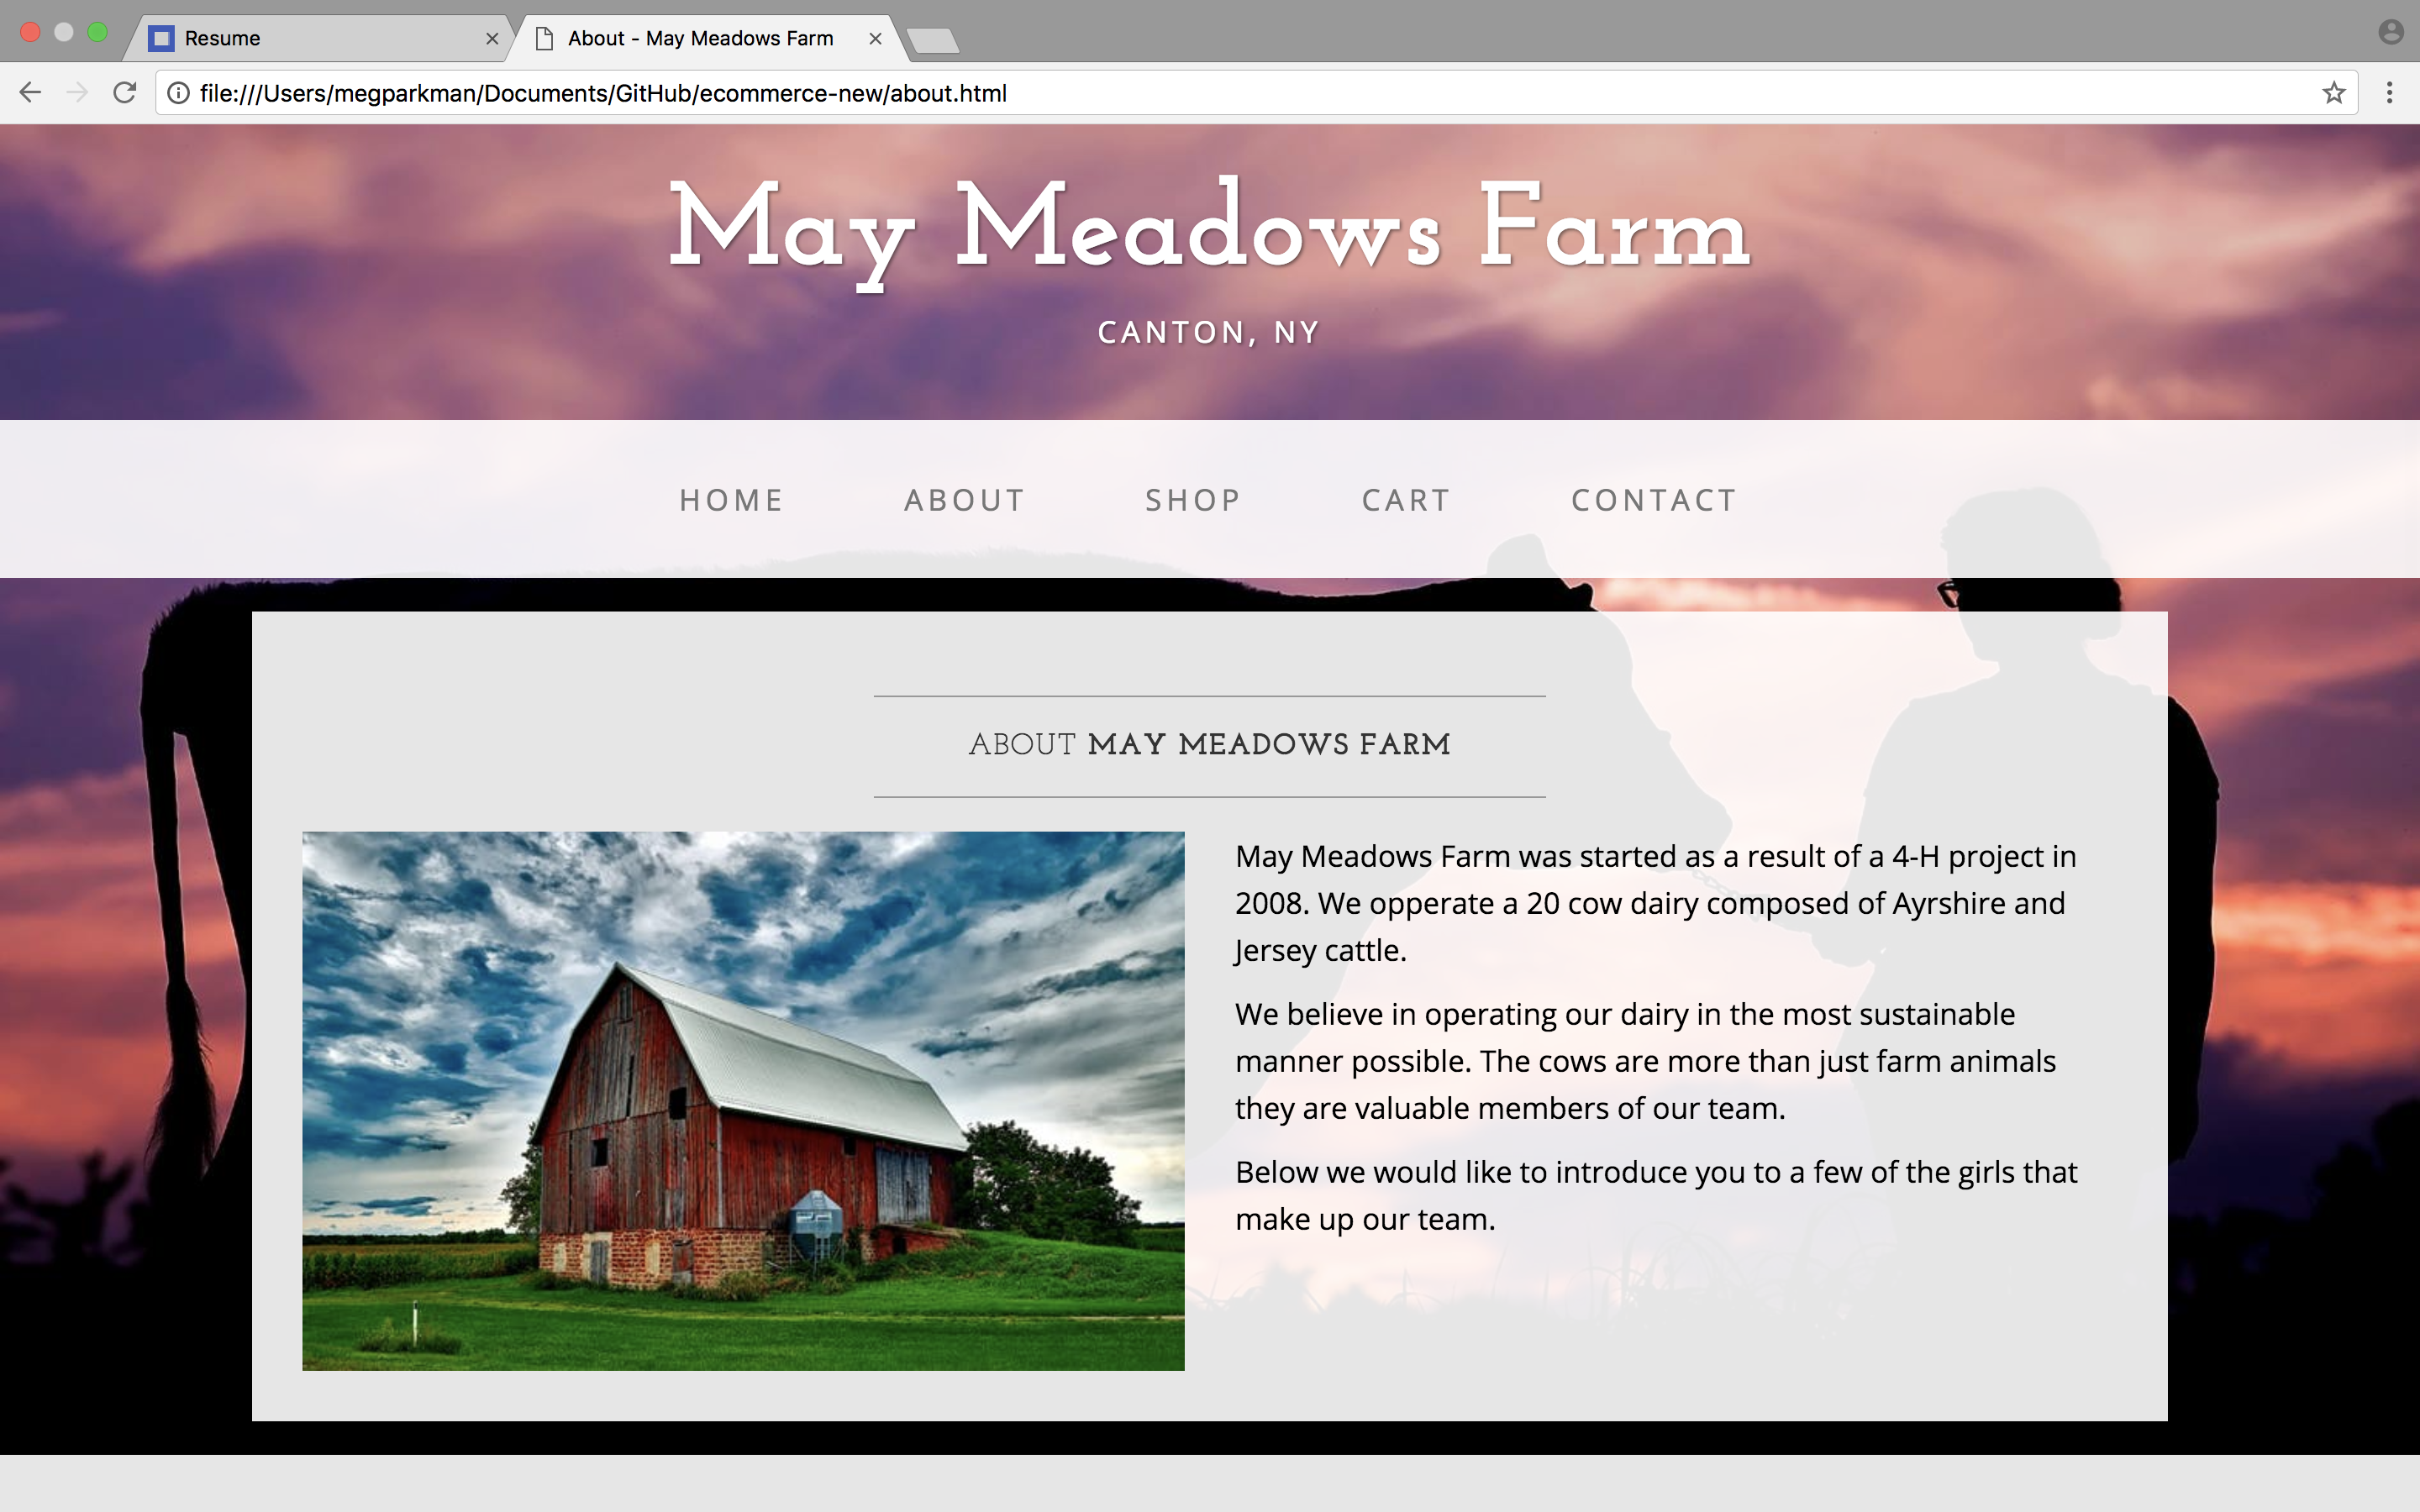 Resume
About - May Meadows Farm
file:///Users/megparkman/Documents/GitHub/ecommerce-new/about.html
May Meadows Farm
CANTON, NY
HOME ABOUT SHOP CART CONTACT
ABOUT MAY MEADOWS FARM
May Meadows Farm was started as a result of a 4-H project in
2008. We opperate a 20 cow dairy composed of Ayrshire and
Jersey cattle.
We believe in operating our dairy in the most sustainable
manner possible. The cows are more than just farm animals
they are valuable members of our team.
Below we would like to introduce you to a few of the girls that
make up our team.